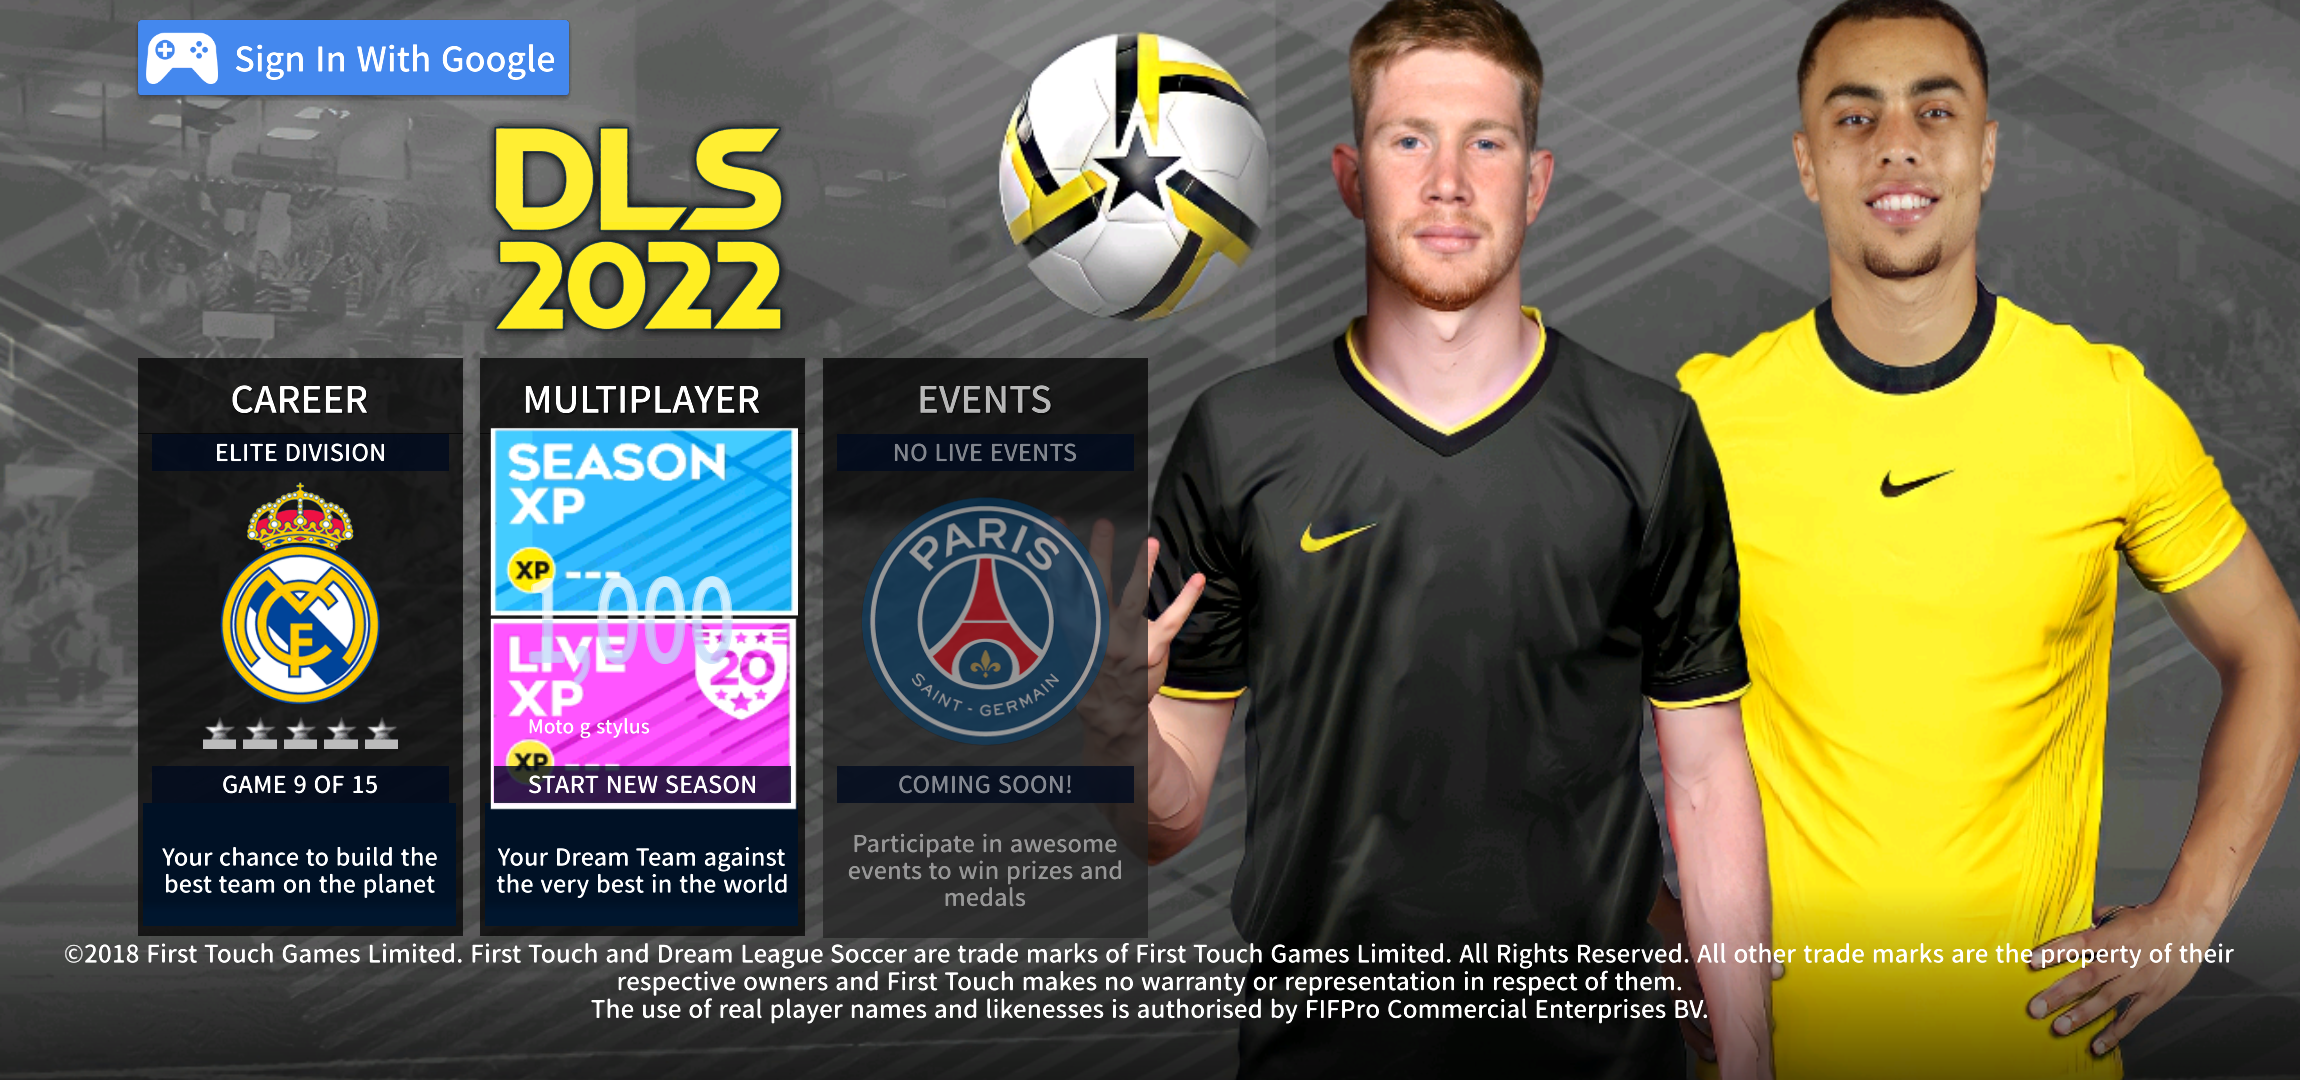 Sign In With Google
DLS
2022
CAREER
ELITE DIVISION
GAME 9 OF 15
Your chance to build the
best team on the planet
MULTIPLAYER
SEASON
XP
XP ---
1,000
LIVE
XP
20
Moto g stylus
XP ---
START NEW SEASON
Your Dream Team against
the very best in the world
EVENTS
NO LIVE EVENTS
PARIS
SAINT - GERMAIN
COMING SOON!
Participate in awesome
events to win prizes and
medals
©2018 First Touch Games Limited. First Touch and Dream League Soccer are trade marks of First Touch Games Limited. All Rights Reserved. All other trade marks are the property of their
respective owners and First Touch makes no warranty or representation in respect of them.
The use of real player names and likenesses is authorised by FIFPro Commercial Enterprises BV.